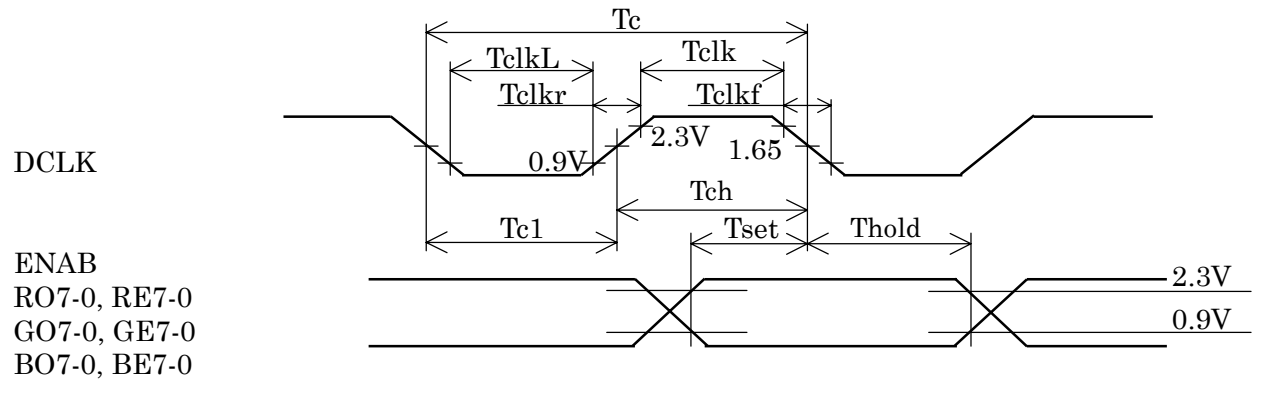 Tc
TclkL
Tclk
Tclkr
Tclkf
2.3V
1.65
0.9V
DCLK
Tch
Tc1
Tset
Thold
ENAB
RO7-0, RE7-0
GO7-0, GE7-0
BO7-0, BE7-0
2.3V
0.9V